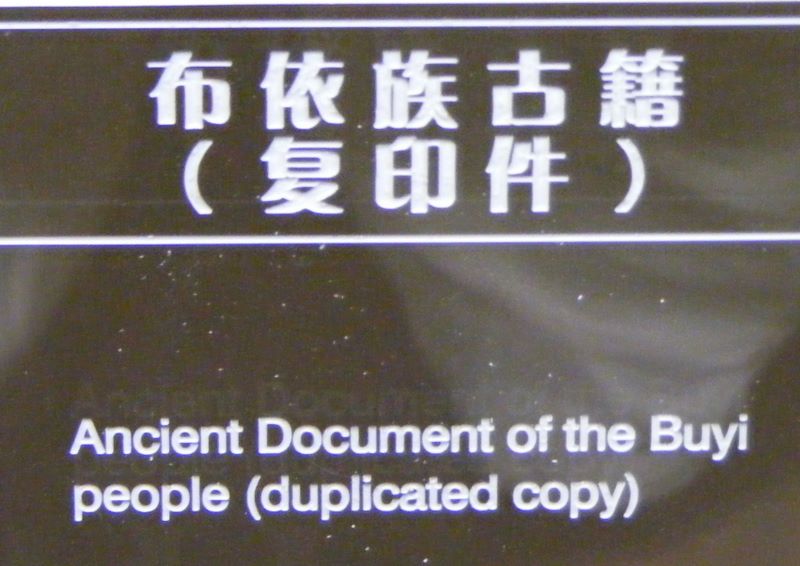 布依族古籍
（复印件）
Ancient Document of the Buyi
people (duplicated copy)